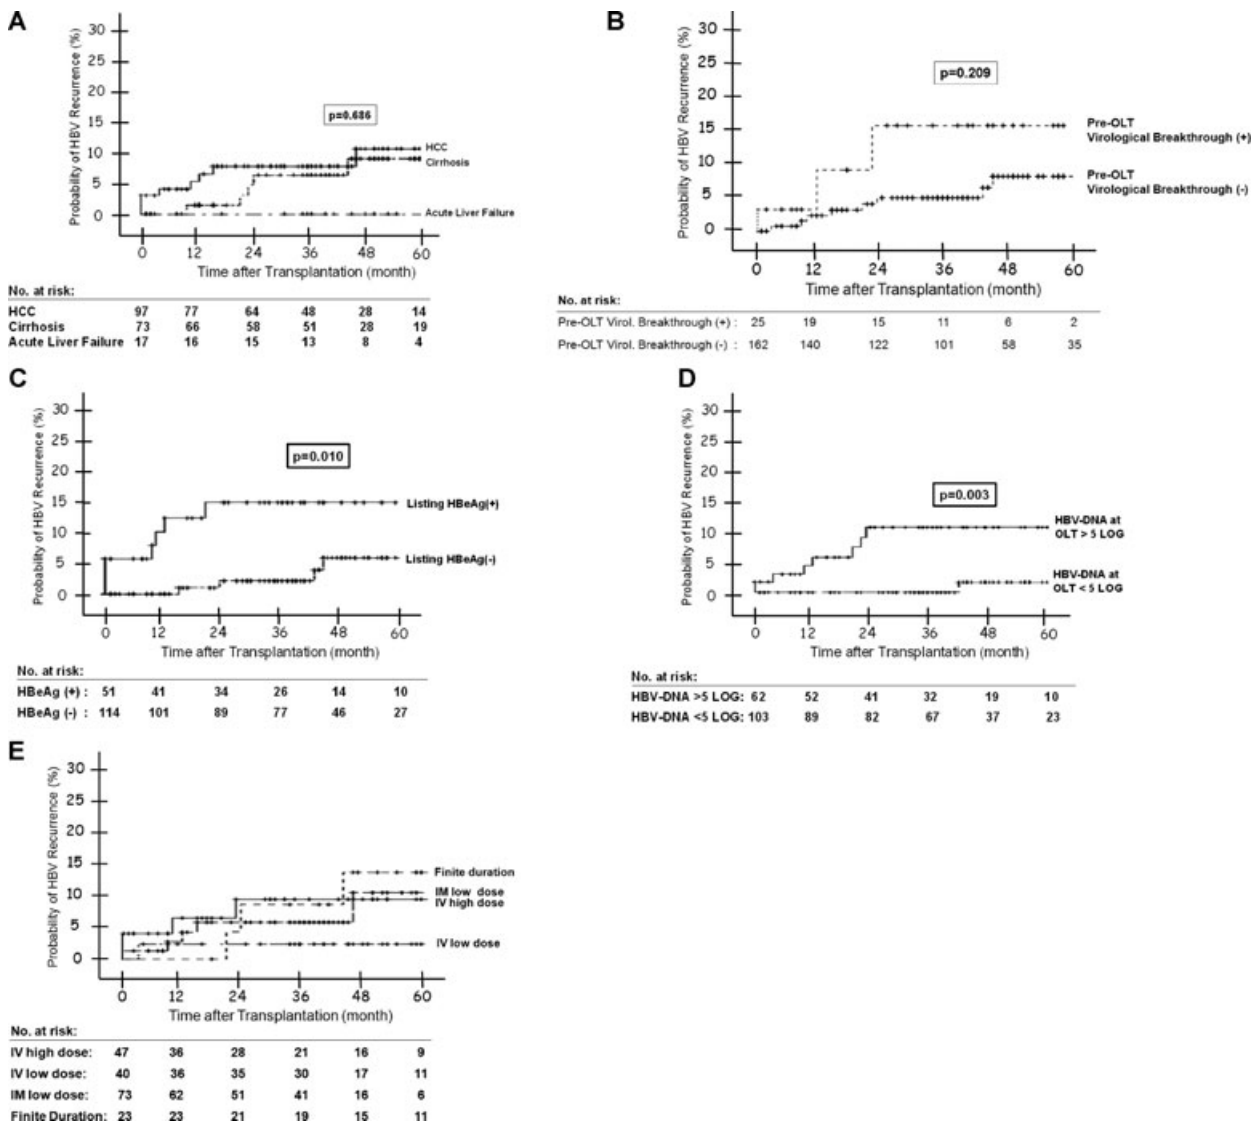 A
Probability of HBV Recurrence (%)
30
25
20
15
10
5
0
p=0.686
HCC
Cirrhosis
Acute Liver Failure
0 12 24 36 48 60
Time after Transplantation (month)
No. at risk:
HCC 97 77 64 48 28 14
Cirrhosis 73 66 58 51 28 19
Acute Liver Failure 17 16 15 13 8 4
B
Probability of HBV Recurrence (%)
30
25
20
15
10
5
0
p=0.209
Pre-OLT
Virological Breakthrough (+)
Pre-OLT
Virological Breakthrough (-)
0 12 24 36 48 60
Time after Transplantation (month)
No. at risk:
Pre-OLT Virol. Breakthrough (+) : 25 19 15 11 6 2
Pre-OLT Virol. Breakthrough (-) : 162 140 122 101 58 35
C
Probability of HBV Recurrence (%)
30
25
20
15
10
5
0
p=0.010
Listing HBeAg(+)
Listing HBeAg(-)
0 12 24 36 48 60
Time after Transplantation (month)
No. at risk:
HBeAg (+) : 51 41 34 26 14 10
HBeAg (-) : 114 101 89 77 46 27
D
Probability of HBV Recurrence (%)
30
25
20
15
10
5
0
p=0.003
HBV-DNA at
OLT > 5 LOG
HBV-DNA at
OLT < 5 LOG
0 12 24 36 48 60
Time after Transplantation (month)
No. at risk:
HBV-DNA >5 LOG: 62 52 41 32 19 10
HBV-DNA <5 LOG: 103 89 82 67 37 23
E
Probability of HBV Recurrence (%)
30
25
20
15
10
5
0
Finite duration
IM low dose
IV high dose
IV low dose
0 12 24 36 48 60
Time after Transplantation (month)
No. at risk:
IV high dose: 47 36 28 21 16 9
IV low dose: 40 36 35 30 17 11
IM low dose: 73 62 51 41 16 6
Finite Duration: 23 23 21 19 15 11